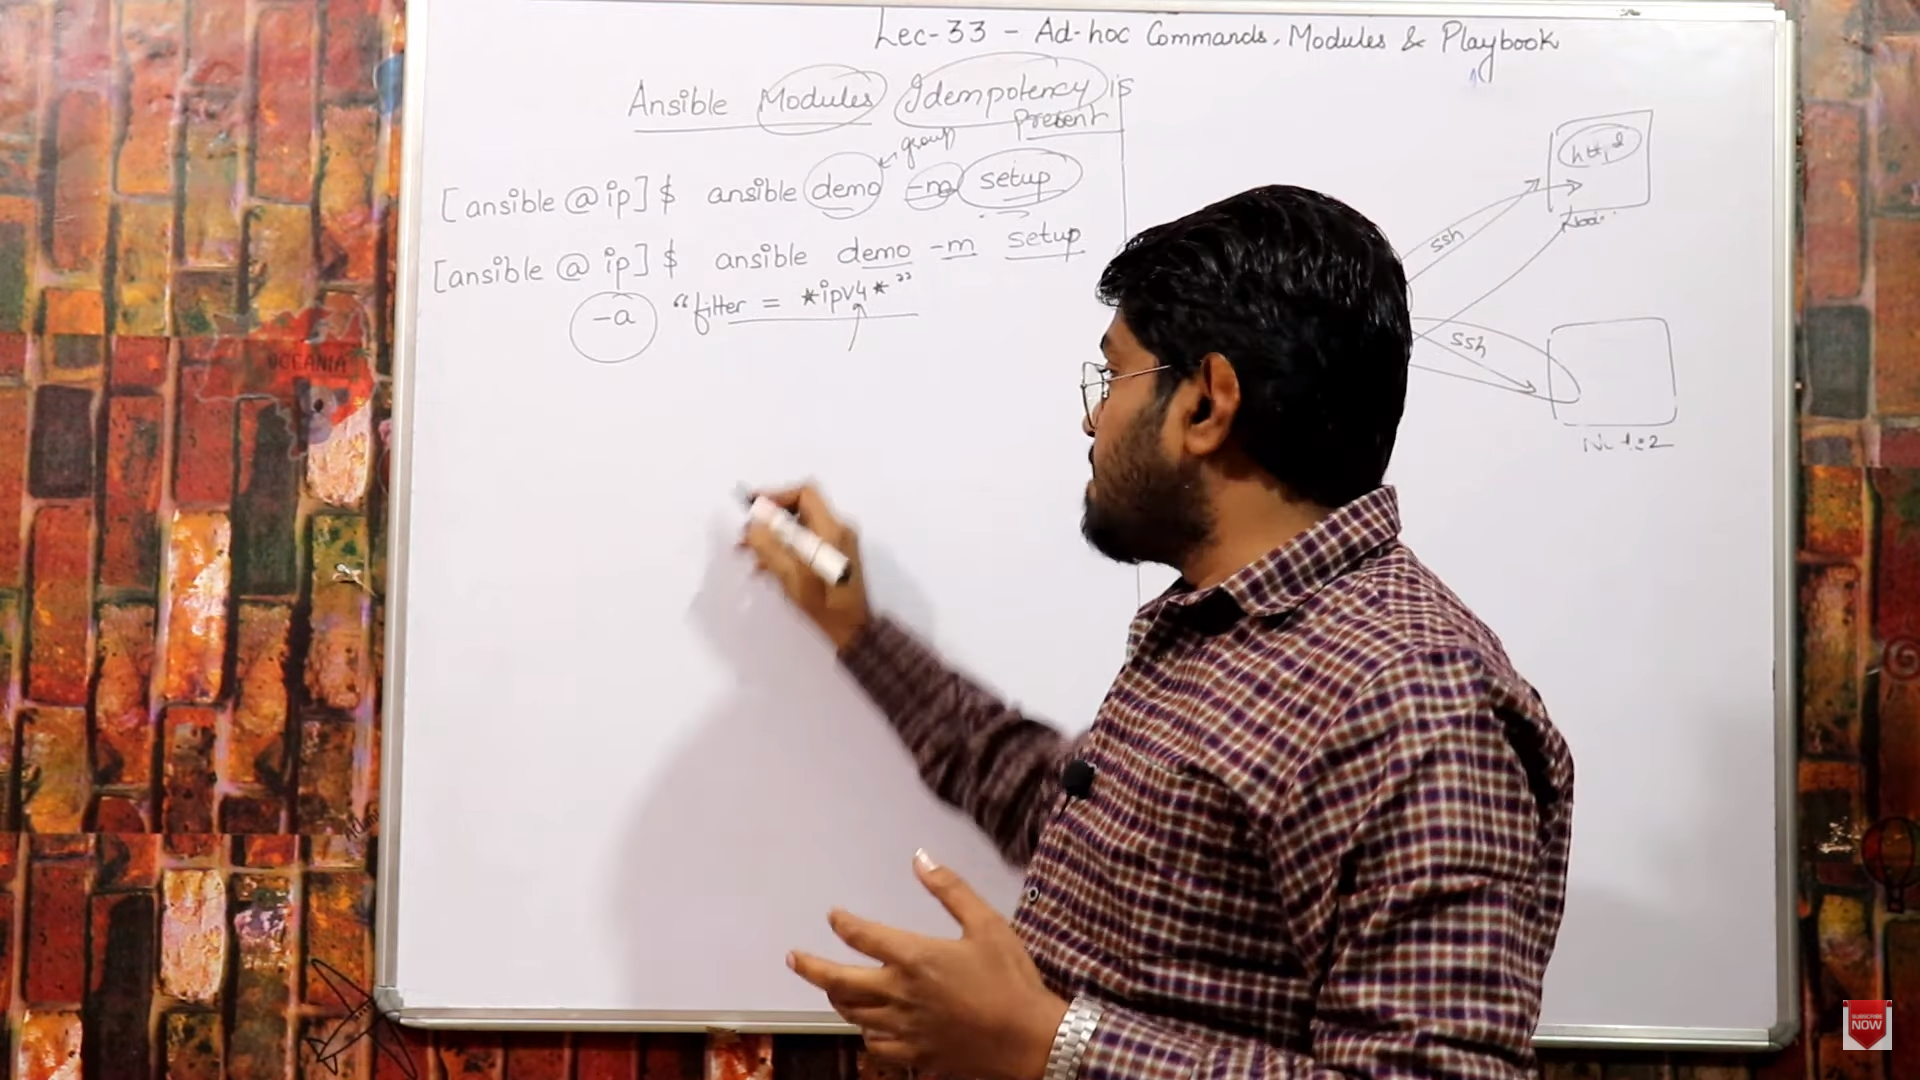 Lec-33 - Ad-hoc Commands, Modules & Playbook
Ansible Modules Idempotency is
Present
group
[ansible @ ip] $ ansible demo -m setup
[ansible @ ip] $ ansible demo -m setup
-a "filter = *ipv4*"
ssh
ssh
OCEANIA
SUBSCRIBE
NOW